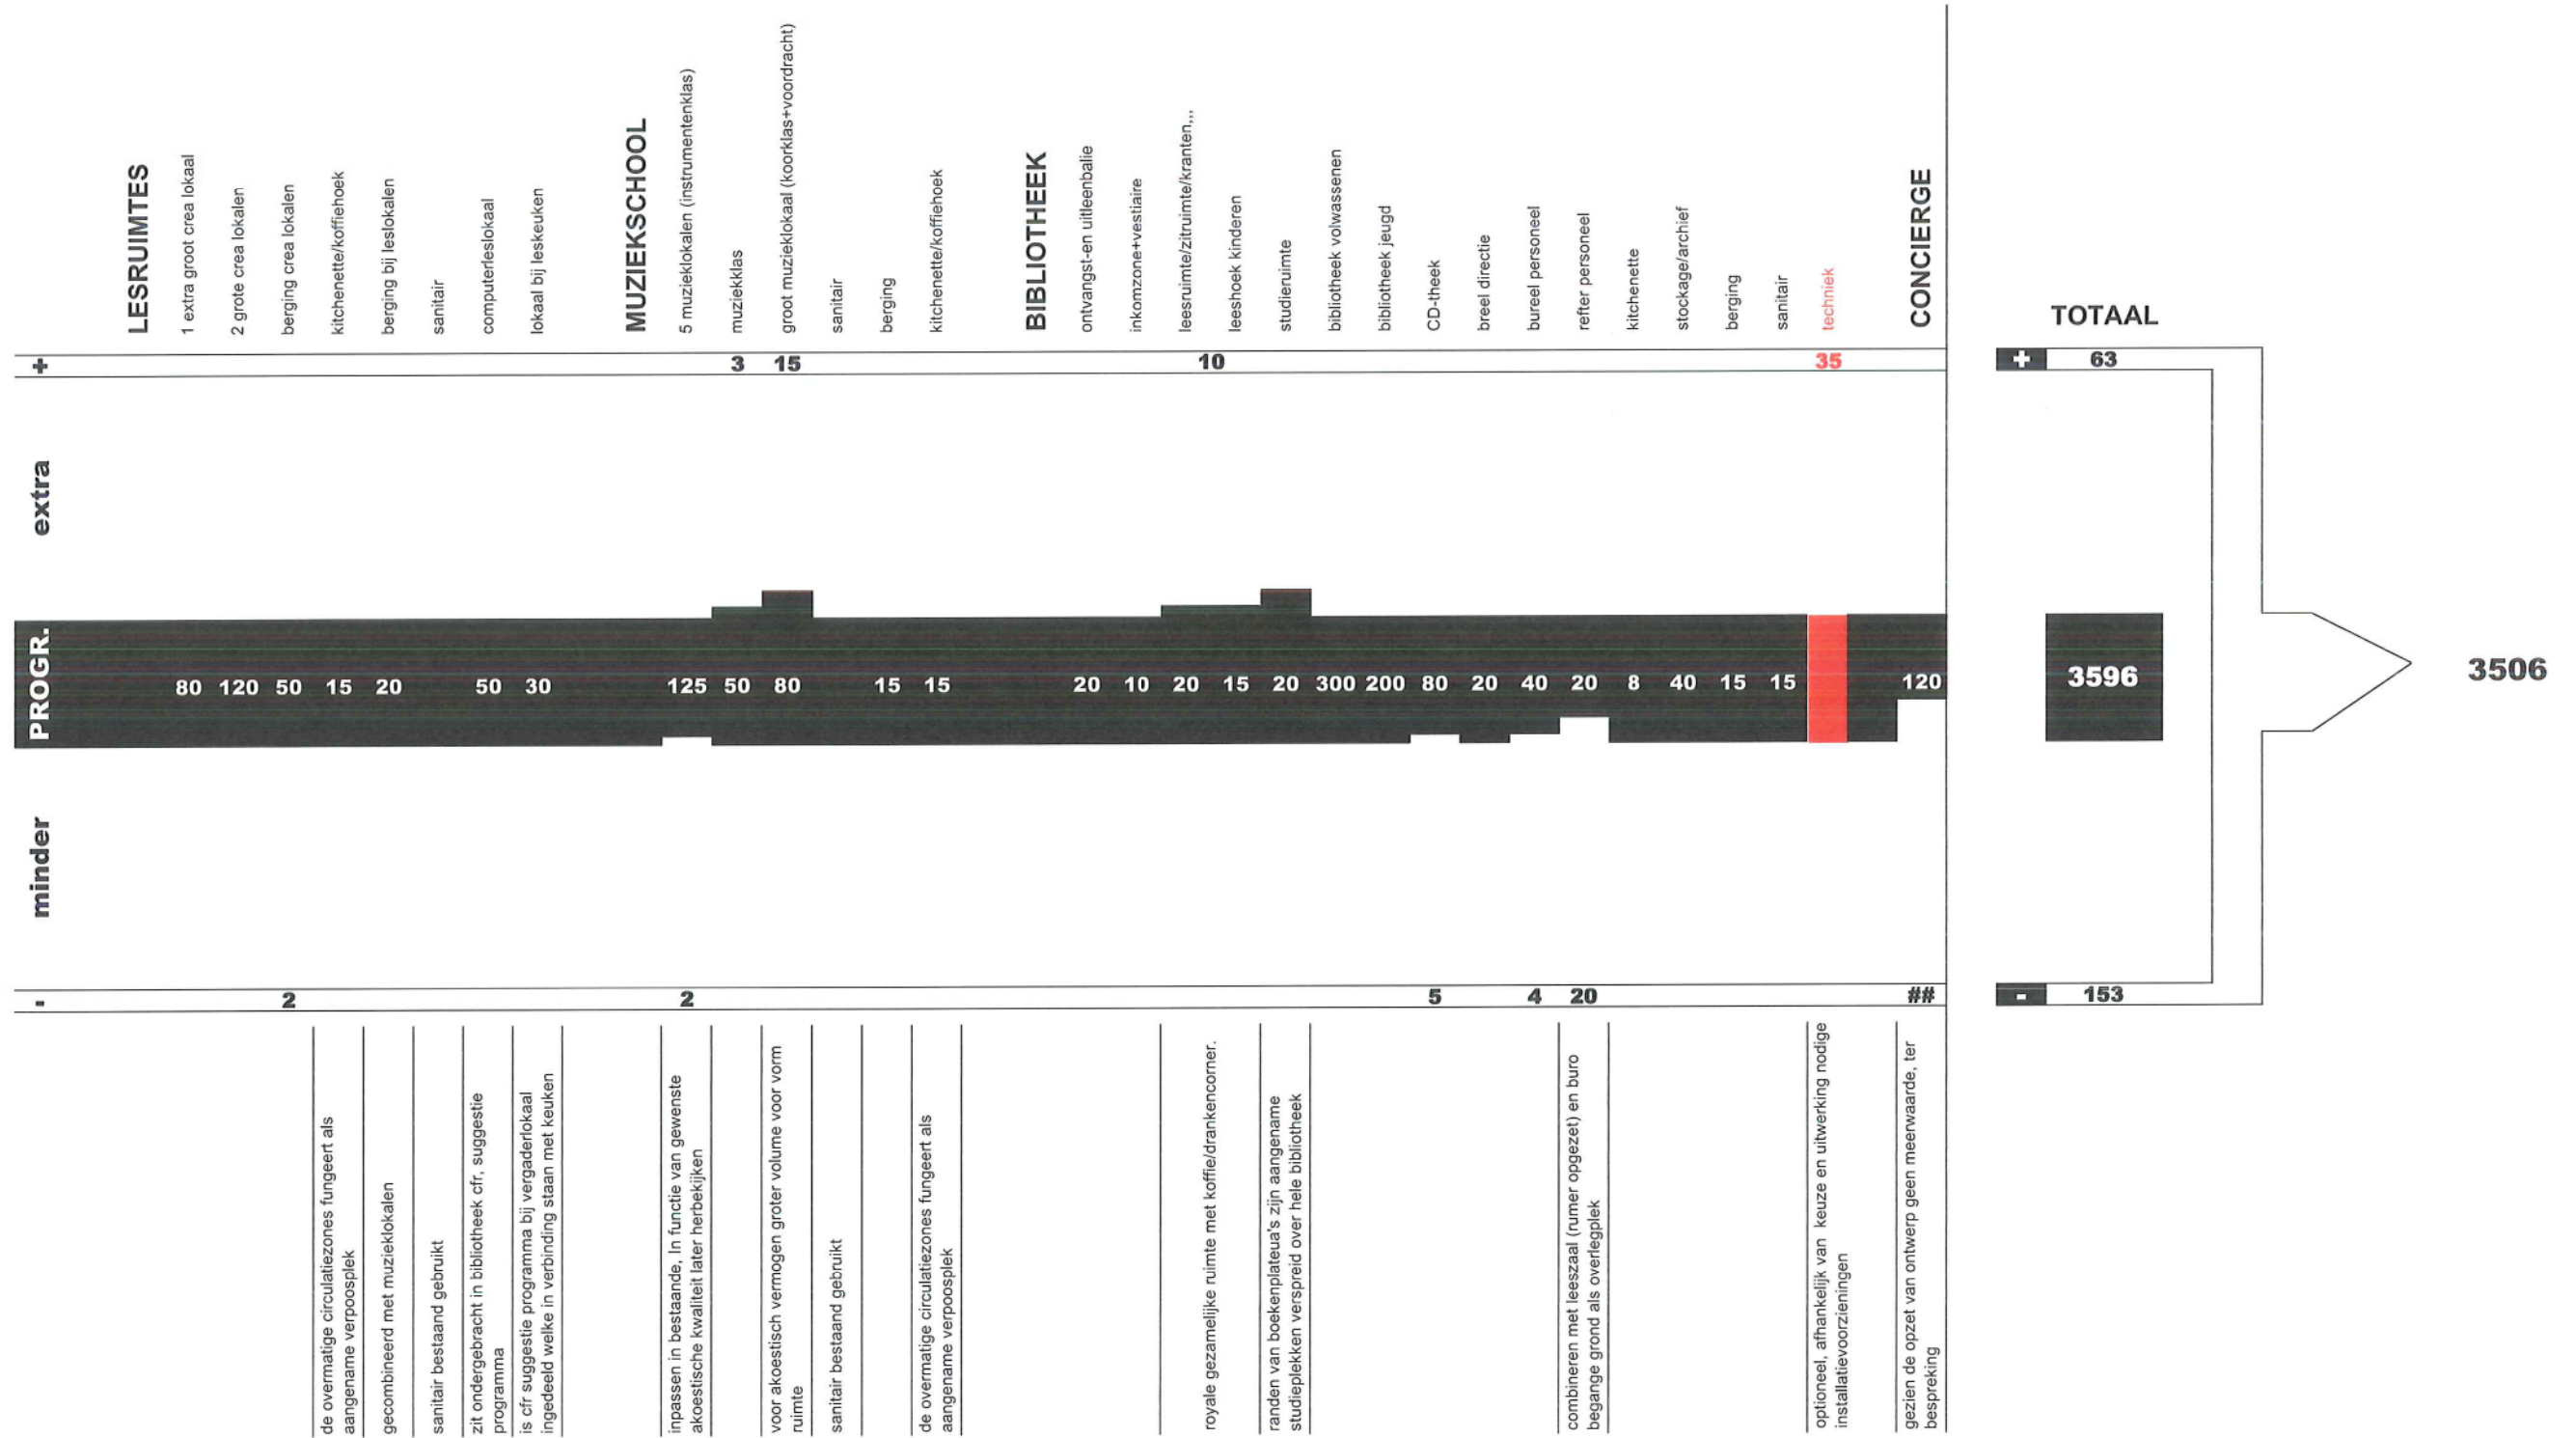 LESRUIMTES
1 extra groot crea lokaal
2 grote crea lokalen
berging crea lokalen
kitchenette/koffiehoek
berging bij leslokalen
sanitair
computerleslokaal
lokaal bij leskeuken
MUZIEKSCHOOL
5 muzieklokalen (instrumentenklas)
muziekklas
groot muzieklokaal (koorklas+voordracht)
sanitair
berging
kitchenette/koffiehoek
BIBLIOTHEEK
ontvangst-en uitleenbalie
inkomzone+vestiaire
leesruimte/zitruimte/kranten,,,
leeshoek kinderen
studieruimte
bibliotheek volwassenen
bibliotheek jeugd
CD-theek
breel directie
bureel personeel
refter personeel
kitchenette
stockage/archief
berging
sanitair
techniek
CONCIERGE
TOTAAL
+ 3 15 10 35
+ 63
extra
PROGR. 80 120 50 15 20 50 30 125 50 80 15 15 20 10 20 15 20 300 200 80 20 40 20 8 40 15 15 120
3596
3506
minder
- 2 2 5 4 20 ##
- 153
de overmatige circulatiezones fungeert als
aangename verpoosplek
gecombineerd met muzieklokalen
sanitair bestaand gebruikt
zit ondergebracht in bibliotheek cfr, suggestie
programma
is cfr suggestie programma bij vergaderlokaal
ingedeeld welke in verbinding staan met keuken
inpassen in bestaande, In functie van gewenste
akoestische kwaliteit later herbekijken
voor akoestisch vermogen groter volume voor vorm
ruimte
sanitair bestaand gebruikt
de overmatige circulatiezones fungeert als
aangename verpoosplek
royale gezamelijke ruimte met koffie/drankencorner.
randen van boekenplateua's zijn aangename
studieplekken verspreid over hele bibliotheek
combineren met leeszaal (rumer opgezet) en buro
begange grond als overlegplek
optioneel, afhankelijk van keuze en uitwerking nodige
installatievoorzieningen
gezien de opzet van ontwerp geen meerwaarde, ter
bespreking